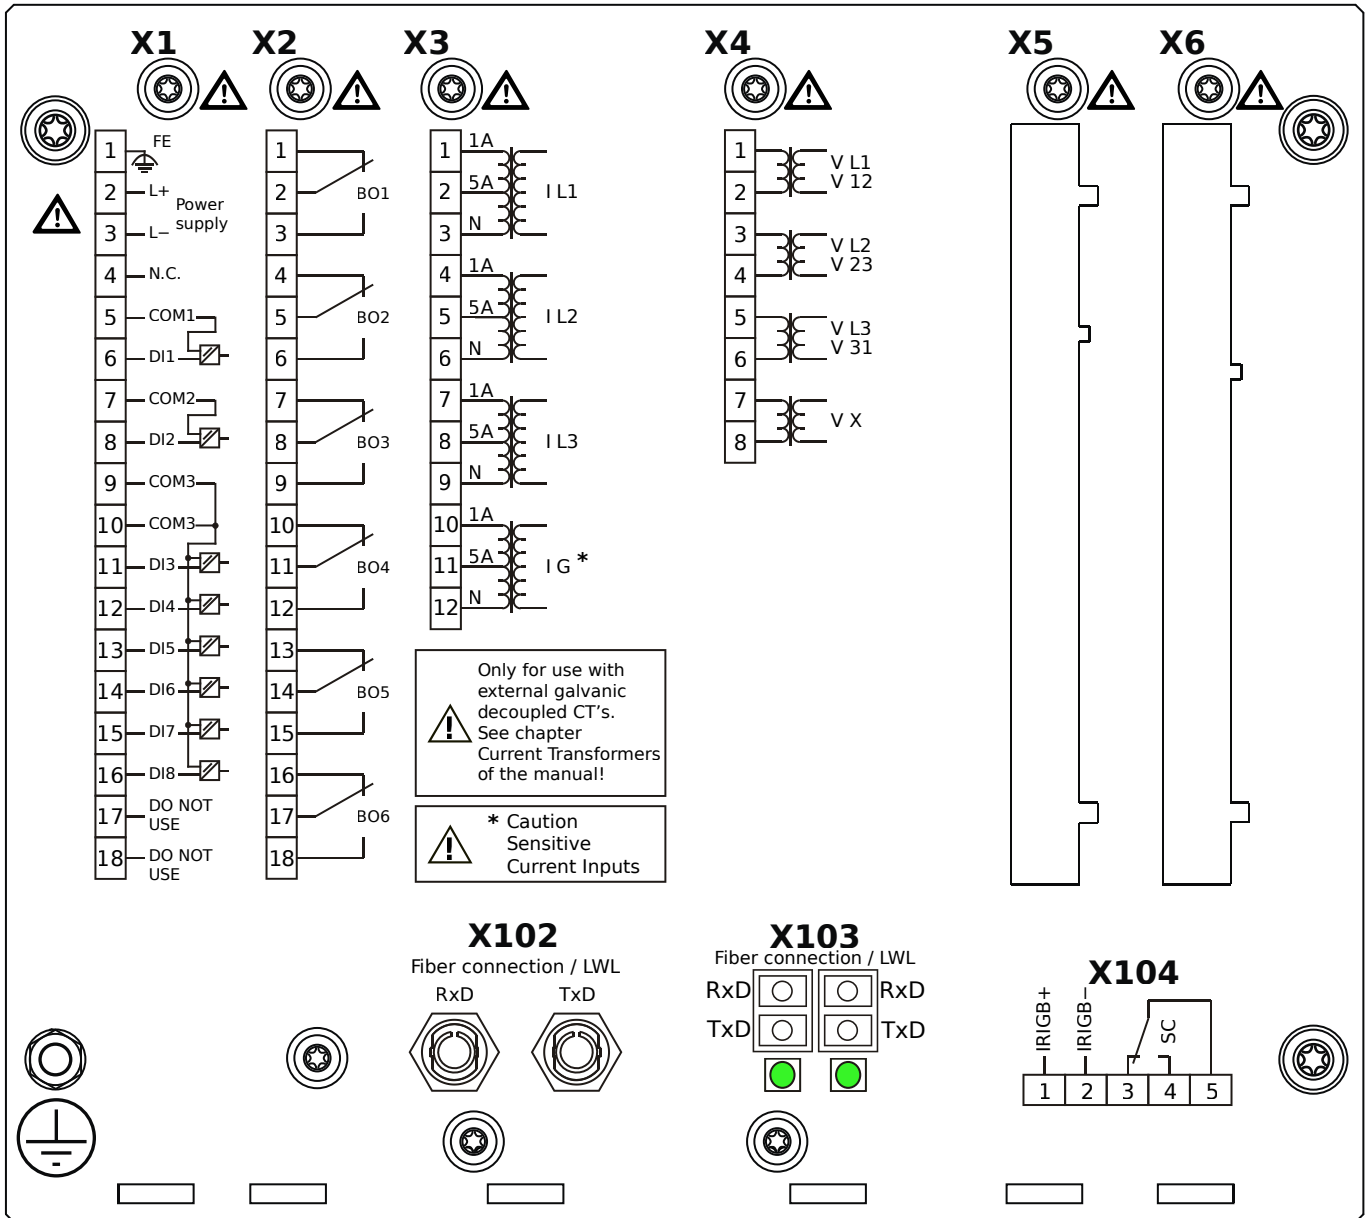 X1
X2
X3
X4
X5
X6
1 FE
2 L+
Power
supply
3 L−
4 N.C.
5 COM1
6 DI1
7 COM2
8 DI2
9 COM3
10 COM3
11 DI3
12 DI4
13 DI5
14 DI6
15 DI7
16 DI8
17 DO NOT
USE
18 DO NOT
USE
1
2 BO1
3
4
5 BO2
6
7
8 BO3
9
10
11 BO4
12
13
14 BO5
15
16
17 BO6
18
1 1A
2 5A I L1
3 N
4 1A
5 5A I L2
6 N
7 1A
8 5A I L3
9 N
10 1A
11 5A I G *
12 N
Only for use with
external galvanic
decoupled CT's.
See chapter
Current Transformers
of the manual!
* Caution
Sensitive
Current Inputs
1 V L1
2 V 12
3 V L2
4 V 23
5 V L3
6 V 31
7 V X
8
X102
Fiber connection / LWL
RxD TxD
X103
Fiber connection / LWL
RxD RxD
TxD TxD
X104
IRIGB+
IRIGB−
SC
1 2 3 4 5